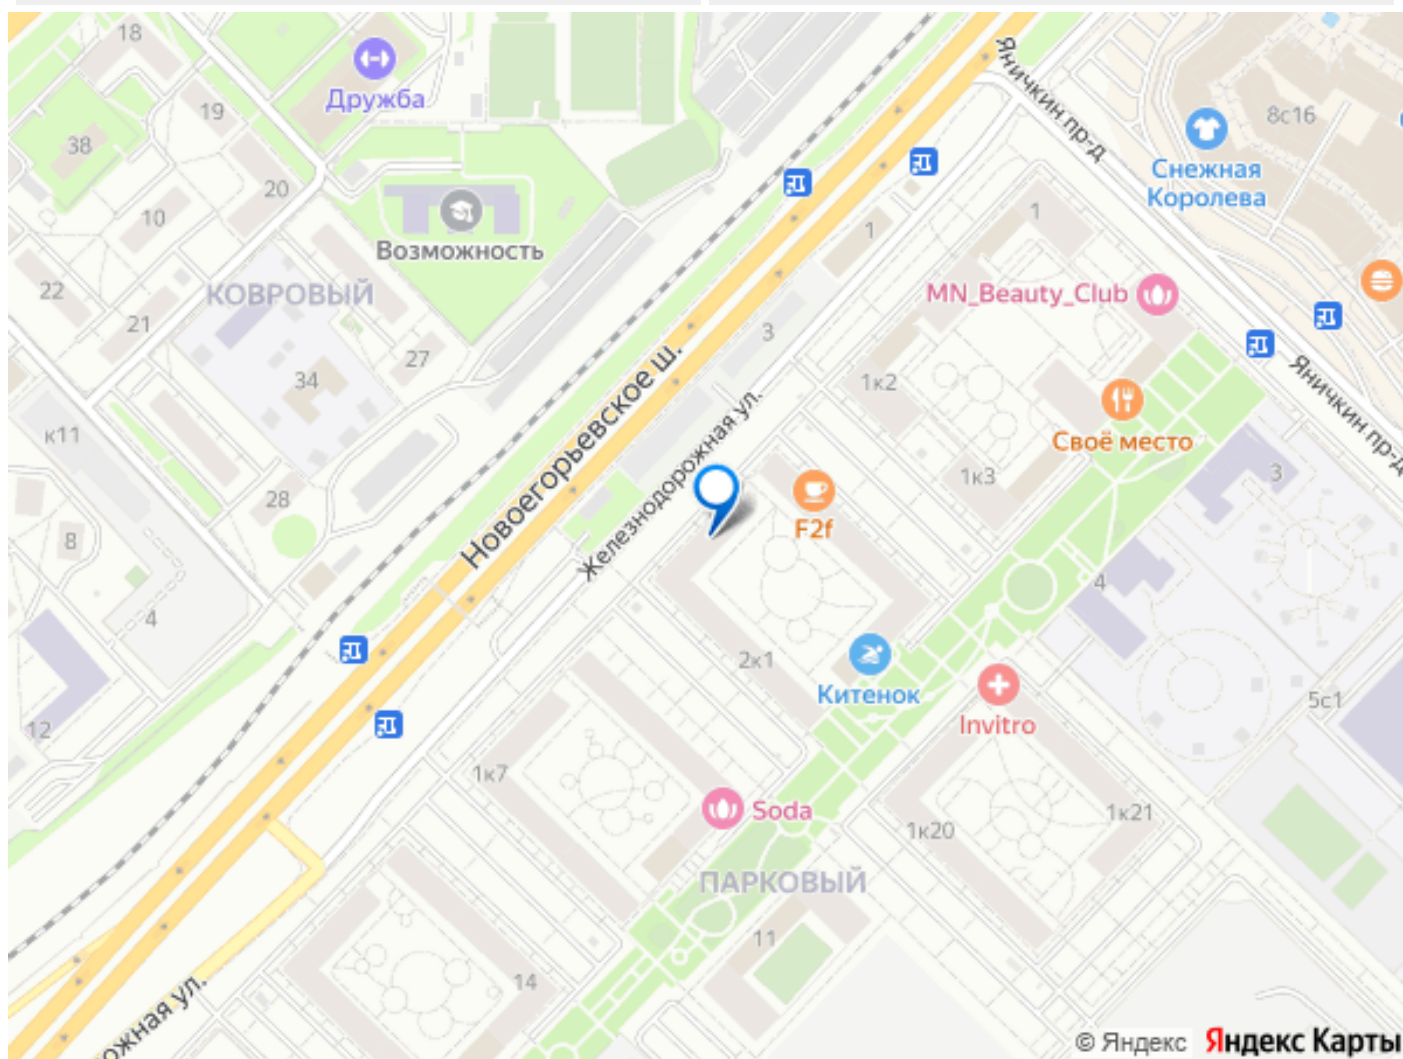 18
Дружба
19
38
20
10
Возможность
22
КОВРОВЫЙ
21
27
34
к11
28
8
4
12
Новоегорьевское ш.
Железнодорожная ул.
Яничкин пр-д
8с16
Снежная
Королева
1
1
MN_Beauty_Club
3
1к2
Своё место
Яничкин пр-д
1к3
3
F2f
4
2к1
Китенок
Invitro
5с1
1к7
Soda
1к20
1к21
ПАРКОВЫЙ
11
14
ожная ул.
© Яндекс Яндекс Карты